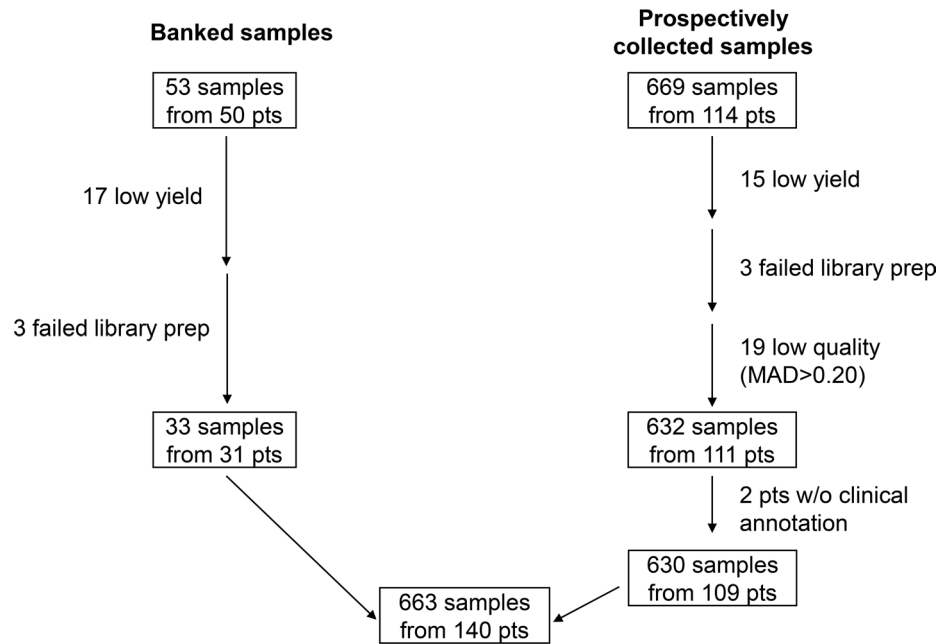 Banked samples
53 samples
from 50 pts
17 low yield
3 failed library prep
33 samples
from 31 pts
Prospectively
collected samples
669 samples
from 114 pts
15 low yield
3 failed library prep
19 low quality
(MAD>0.20)
632 samples
from 111 pts
2 pts w/o clinical
annotation
630 samples
from 109 pts
663 samples
from 140 pts